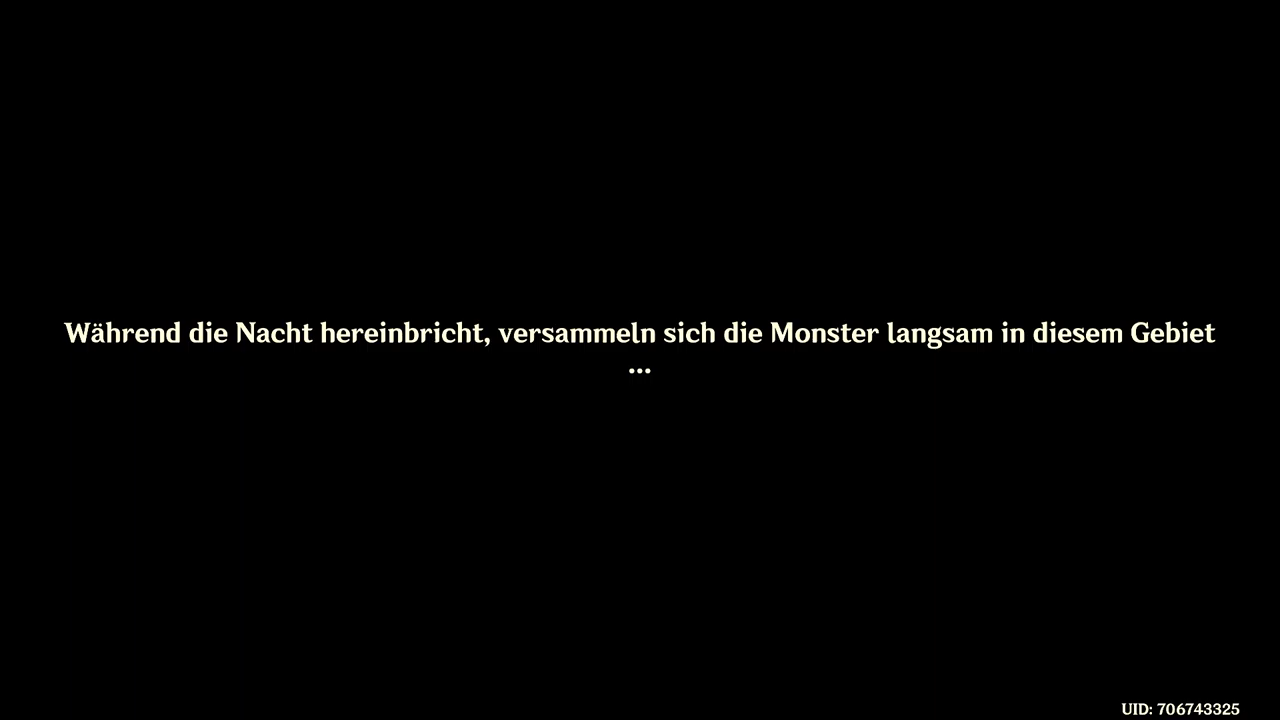 Während die Nacht hereinbricht, versammeln sich die Monster langsam in diesem Gebiet
...
UID: 706743325